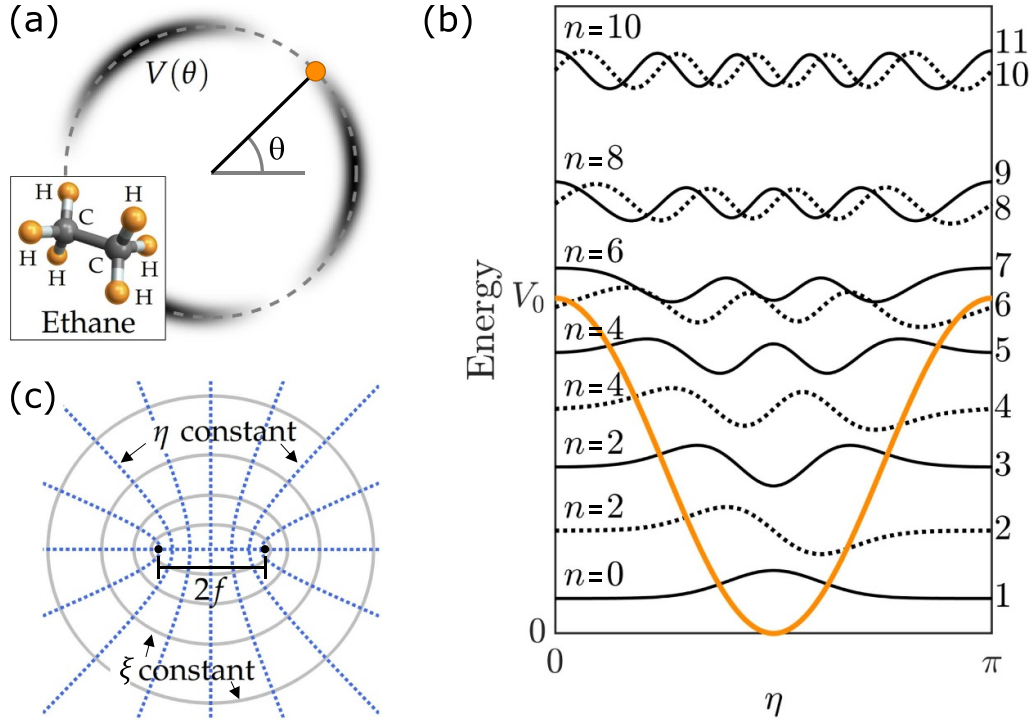 (a)
V(θ)
θ
H
H
C
H
H
C
H
H
Ethane
(b)
Energy
V₀
0
n=10
n=8
n=6
n=4
n=4
n=2
n=2
n=0
11
10
9
8
7
6
5
4
3
2
1
0
π
η
(c)
η constant
2f
ξ constant